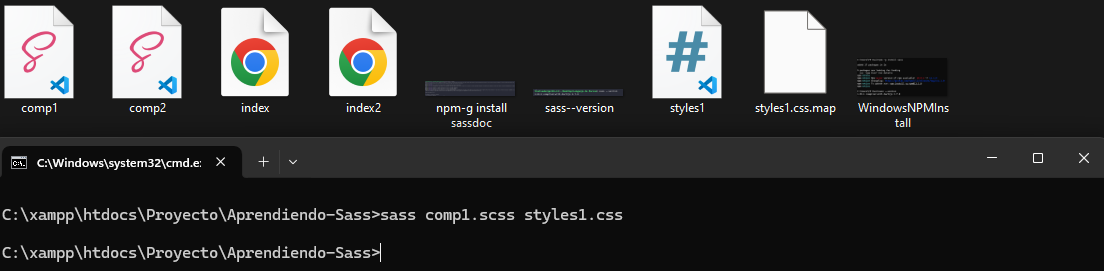 comp1
comp2
index
index2
npm-g install sassdoc
sass--version
styles1
styles1.css.map
WindowsNPMInstall
C:\Windows\system32\cmd.e:
C:\xampp\htdocs\Proyecto\Aprendiendo-Sass>sass comp1.scss styles1.css
C:\xampp\htdocs\Proyecto\Aprendiendo-Sass>